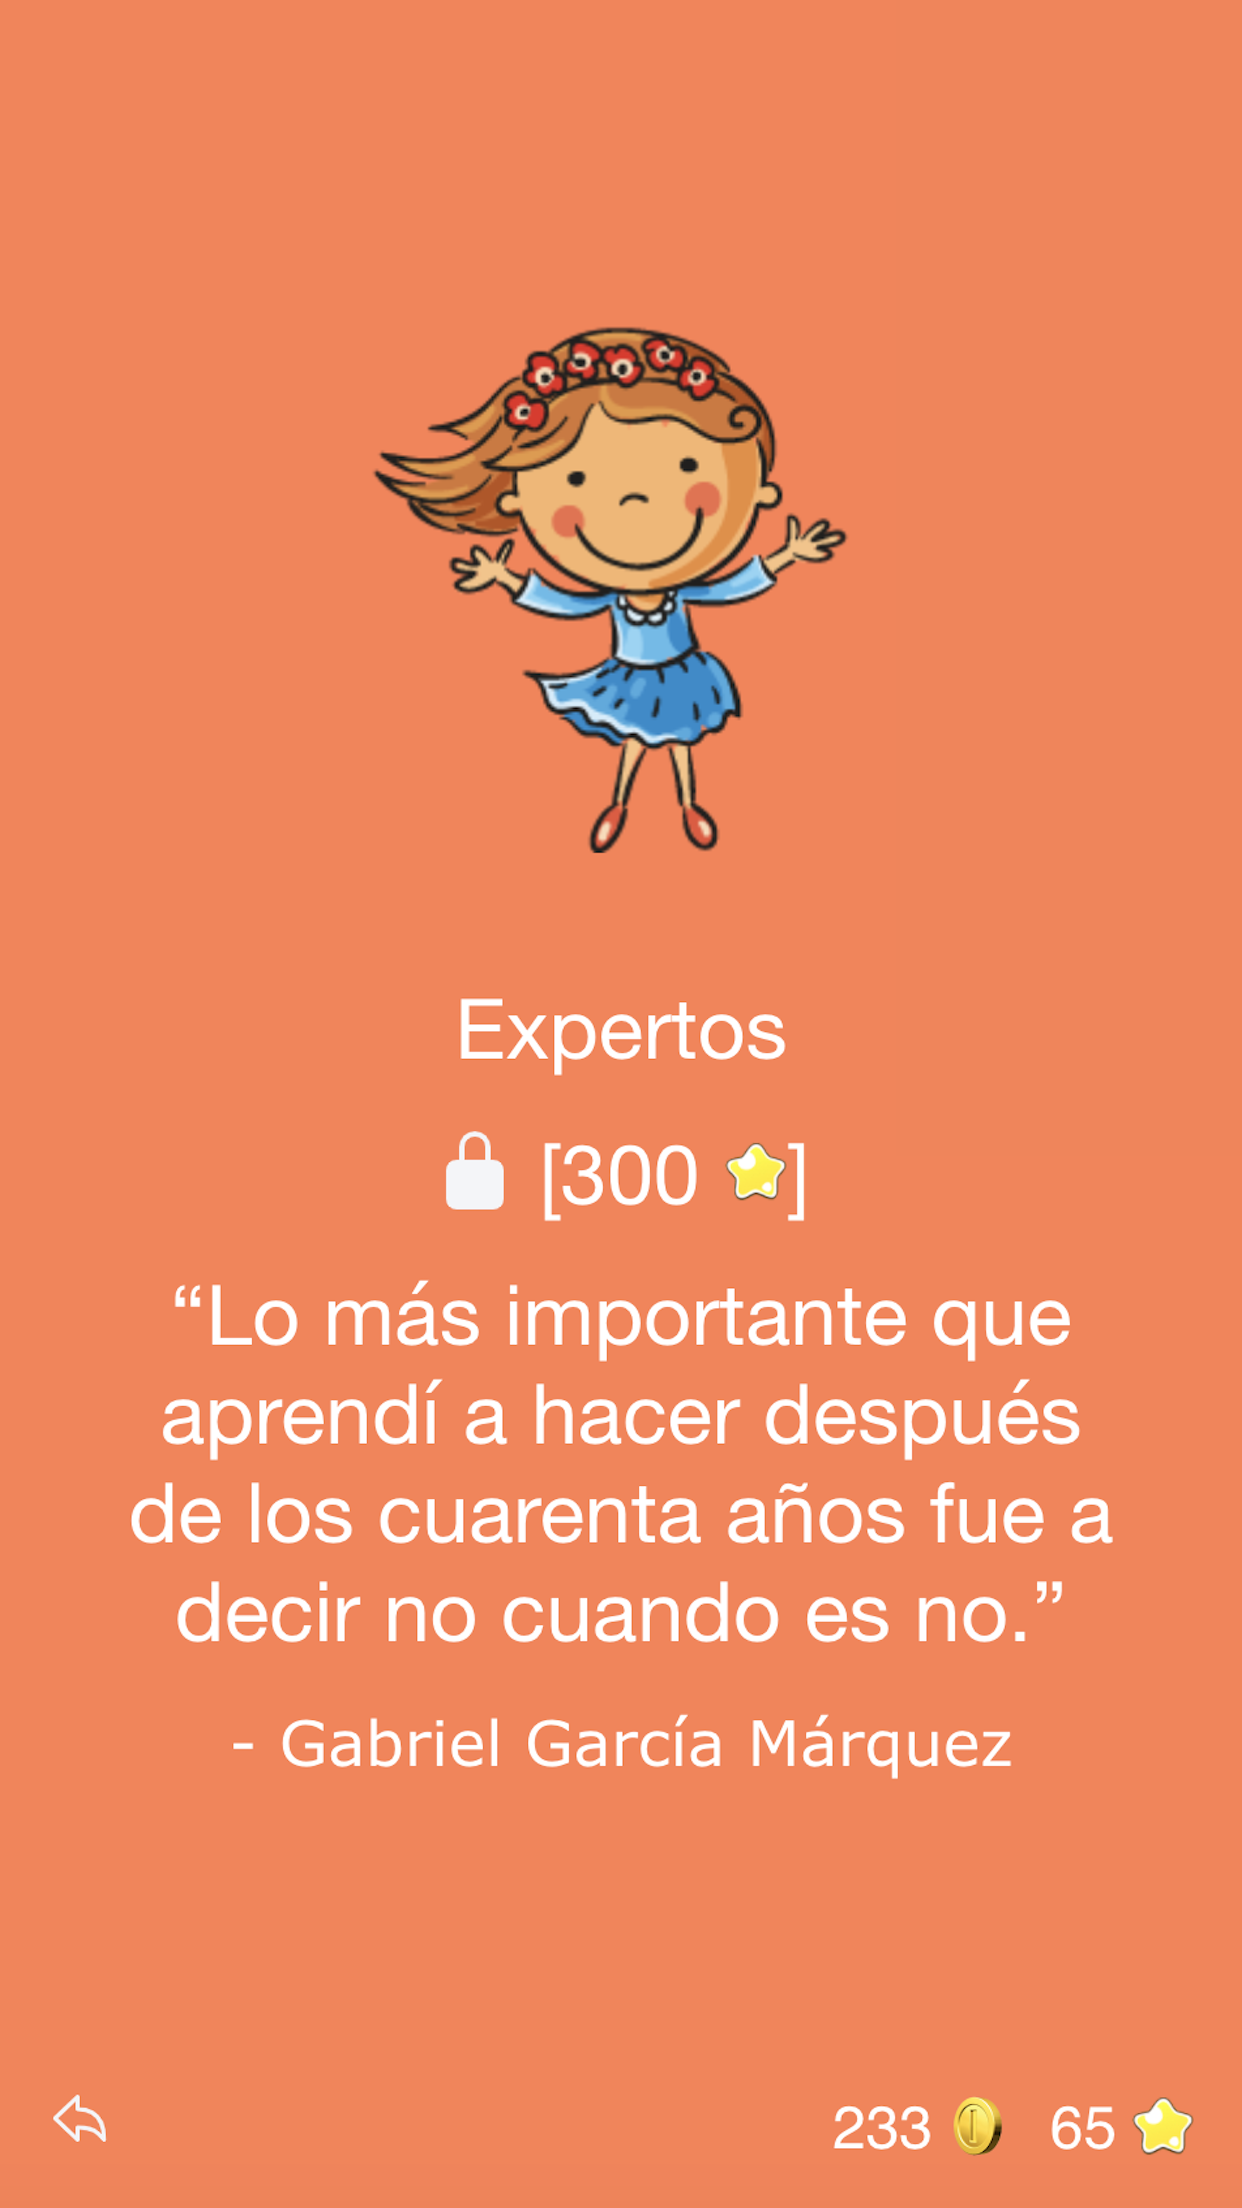 Expertos
[300 ]
“Lo más importante que
aprendí a hacer después
de los cuarenta años fue a
decir no cuando es no.”
- Gabriel García Márquez
233 65